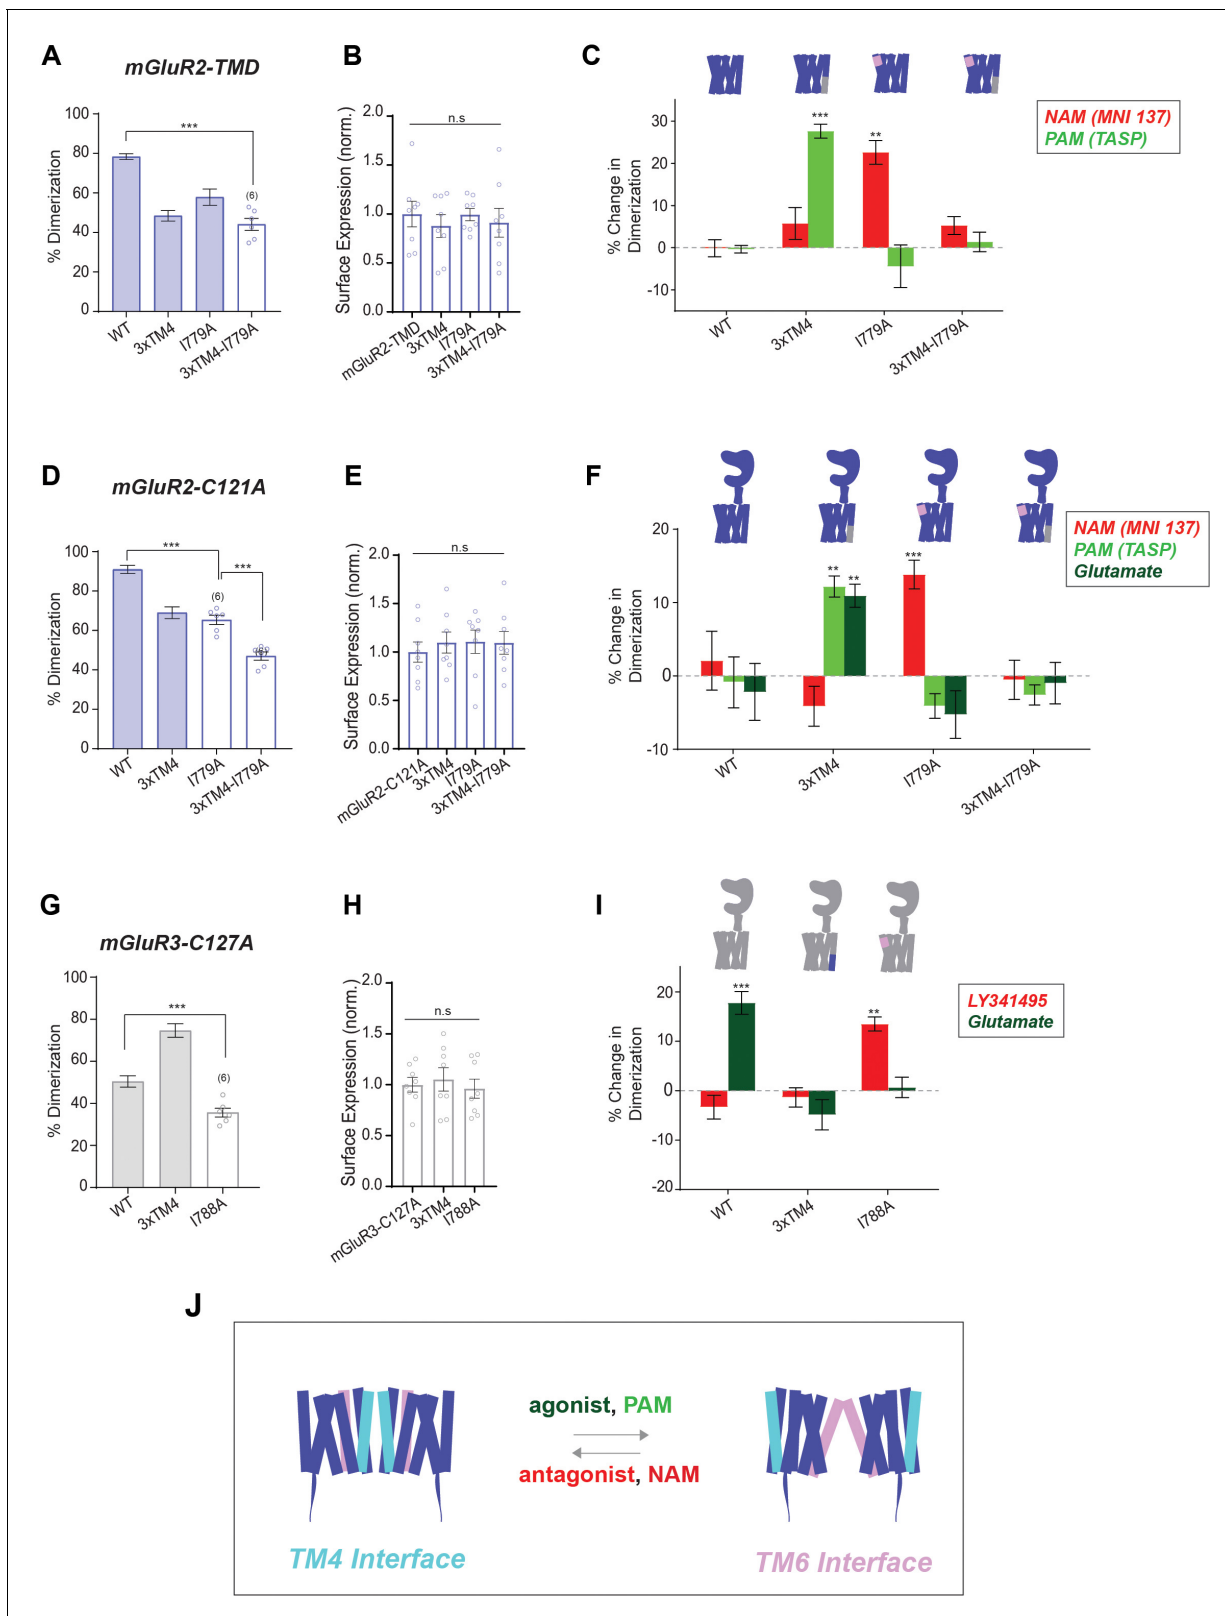 A
mGluR2-TMD
% Dimerization
100
80
60
40
20
0
***
(6)
WT
3xTM4
I779A
3xTM4-I779A
B
Surface Expression (norm.)
2.0
1.5
1.0
0.5
0.0
n.s
mGluR2-TMD
3xTM4
I779A
3xTM4-I779A
C
% Change in
Dimerization
30
20
10
0
-10
***
**
WT
3xTM4
I779A
3xTM4-I779A
NAM (MNI 137)
PAM (TASP)
D
mGluR2-C121A
% Dimerization
100
80
60
40
20
0
***
***
(6)
WT
3xTM4
I779A
3xTM4-I779A
E
Surface Expression (norm.)
2.0
1.5
1.0
0.5
0.0
n.s
mGluR2-C121A
3xTM4
I779A
3xTM4-I779A
F
% Change in
Dimerization
20
10
0
-10
**
**
***
WT
3xTM4
I779A
3xTM4-I779A
NAM (MNI 137)
PAM (TASP)
Glutamate
G
mGluR3-C127A
% Dimerization
100
80
60
40
20
0
***
(6)
WT
3xTM4
I788A
H
Surface Expression (norm.)
2.0
1.5
1.0
0.5
0.0
n.s
mGluR3-C127A
3xTM4
I788A
I
% Change in
Dimerization
20
10
0
-10
-20
***
**
WT
3xTM4
I788A
LY341495
Glutamate
J
agonist, PAM
antagonist, NAM
TM4 Interface
TM6 Interface